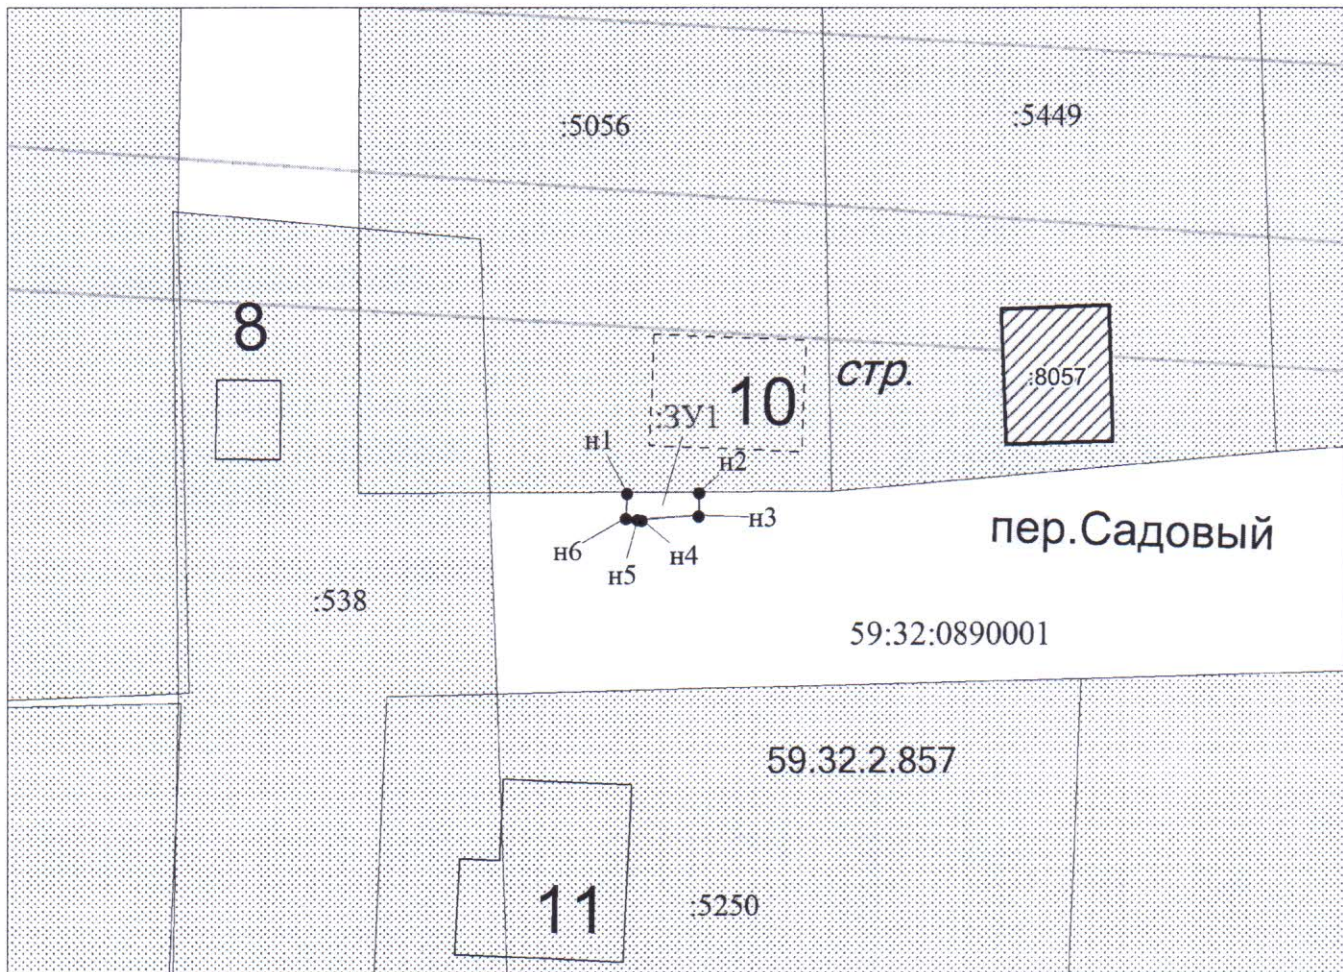 :5056
:5449
8
стр.
:8057
10
:ЗУ1
н1
н2
н3
н6
н4
н5
пер.Садовый
:538
59:32:0890001
59.32.2.857
11
:5250